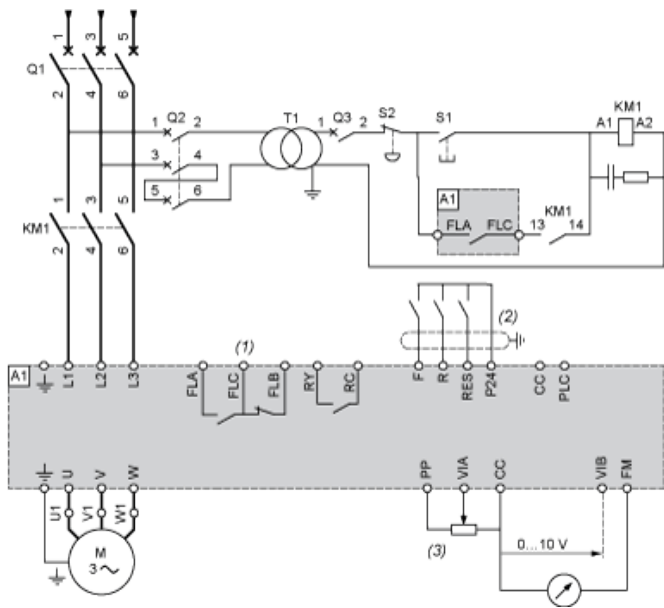 1 3 5
Q1
2 4 6
1 Q2 2
3 4
5 6
T1
1 Q3 2
S2
S1
KM1
A1 A2
A1
FLA FLC
KM1
13 14
1 3 5
KM1
2 4 6
(1)
(2)
A1
L1 L2 L3
FLA FLC FLB RY RC
F R RES P24
CC PLC
U V W
PP VIA CC VIB FM
U1 V1 W1
(3)
0...10 V
M
3